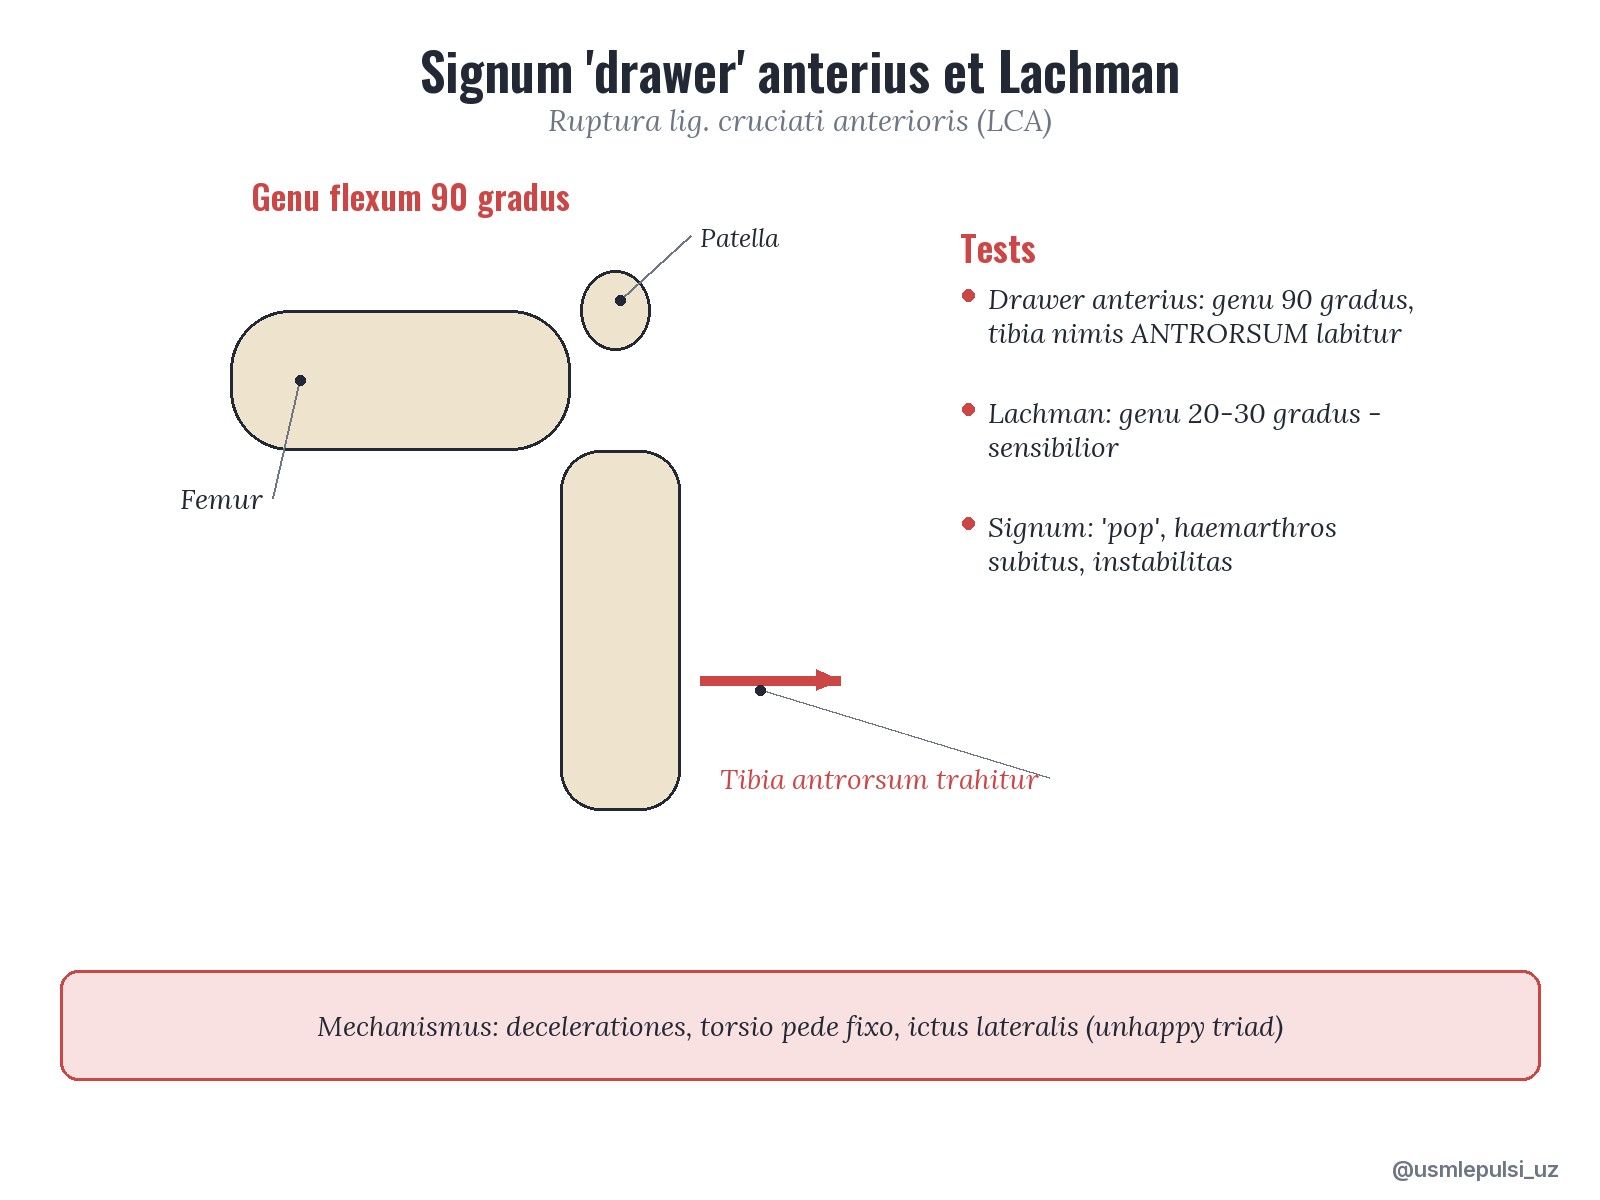 Signum 'drawer' anterius et Lachman
Ruptura lig. cruciati anterioris (LCA)
Genu flexum 90 gradus
Patella
Femur
Tibia antrorsum trahitur
Tests
Drawer anterius: genu 90 gradus,
tibia nimis ANTRORSUM labitur
Lachman: genu 20-30 gradus -
sensibilior
Signum: 'pop', haemarthros
subitus, instabilitas
Mechanismus: decelerationes, torsio pede fixo, ictus lateralis (unhappy triad)
@usmlepulsi_uz